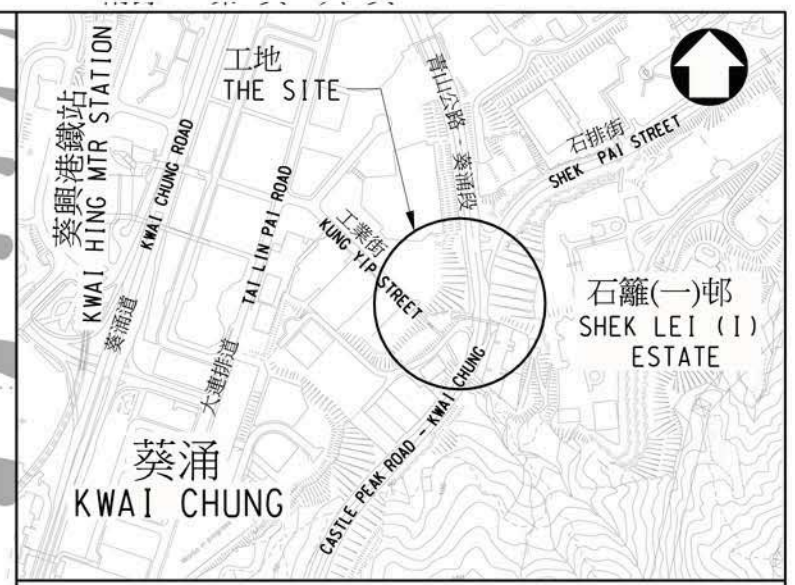 工地
THE SITE
葵興港鐵站
KWAI HING MTR STATION
KWAI CHUNG ROAD
葵涌道
TAI LIN PAI ROAD
大連排道
青山公路 - 葵涌段
石排街
SHEK PAI STREET
工業街
KUNG YIP STREET
石籬(一)邨
SHEK LEI (I)
ESTATE
CASTLE PEAK ROAD - KWAI CHUNG
葵涌
KWAI CHUNG